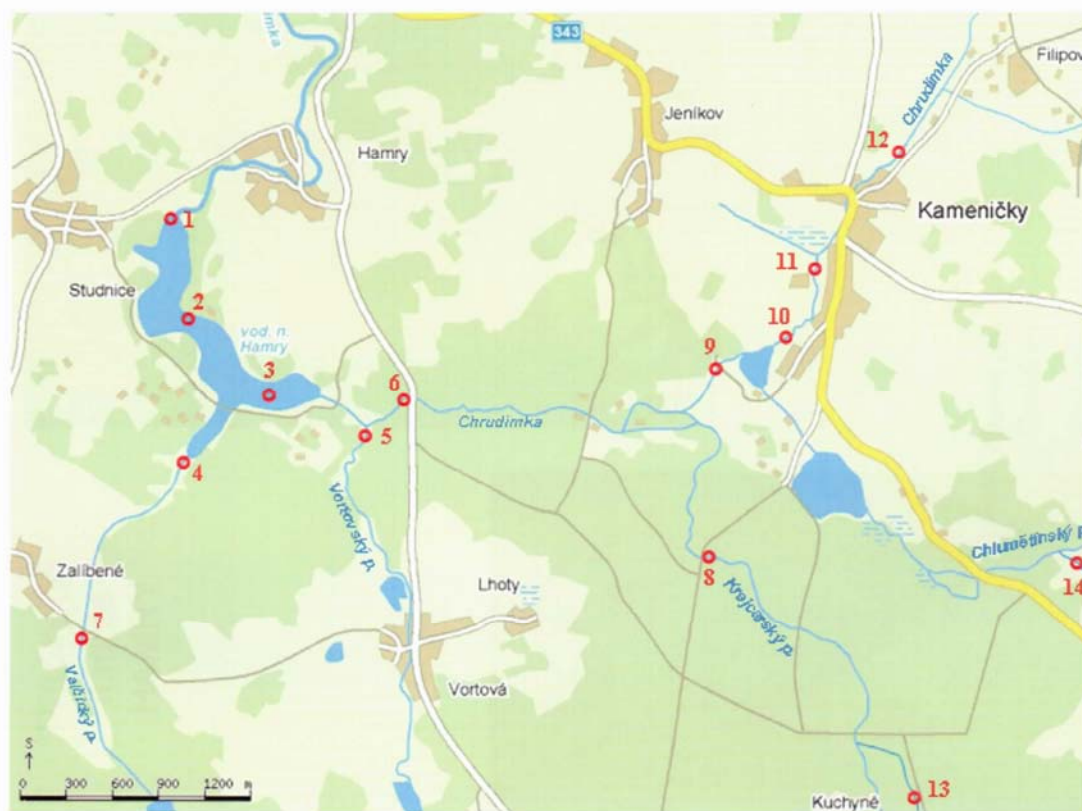 343
Chrudimka
Filipov
Jeníkov
Hamry
12
Kameničky
1
11
Studnice
2
10
vod. n.
Hamry
9
3
6
Chrudimka
5
4
Vortovský p.
Chlumětínský
14
Zalíbené
Lhoty
8
Krejcarský p.
7
Vortová
S
0 300 600 900 1200 m
13
Kuchyně